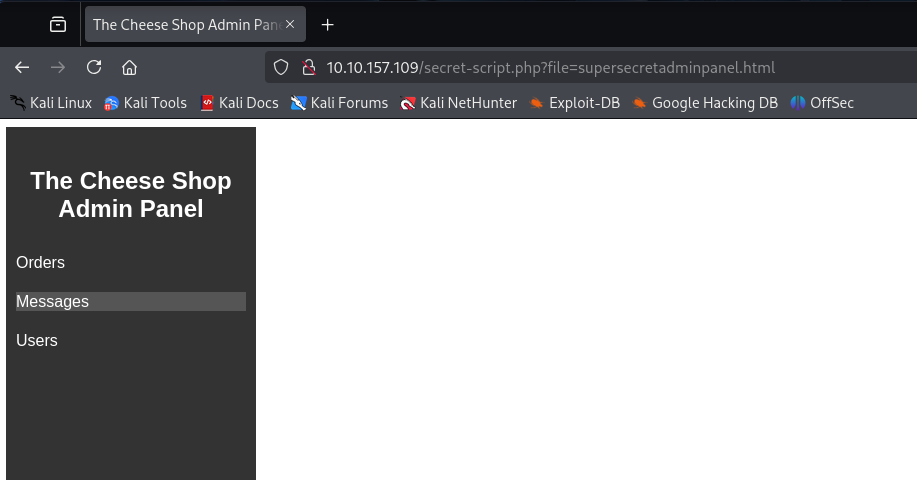 The Cheese Shop Admin Pan
10.10.157.109/secret-script.php?file=supersecretadminpanel.html
Kali Linux Kali Tools Kali Docs Kali Forums Kali NetHunter Exploit-DB Google Hacking DB OffSec
The Cheese Shop
Admin Panel
Orders
Messages
Users